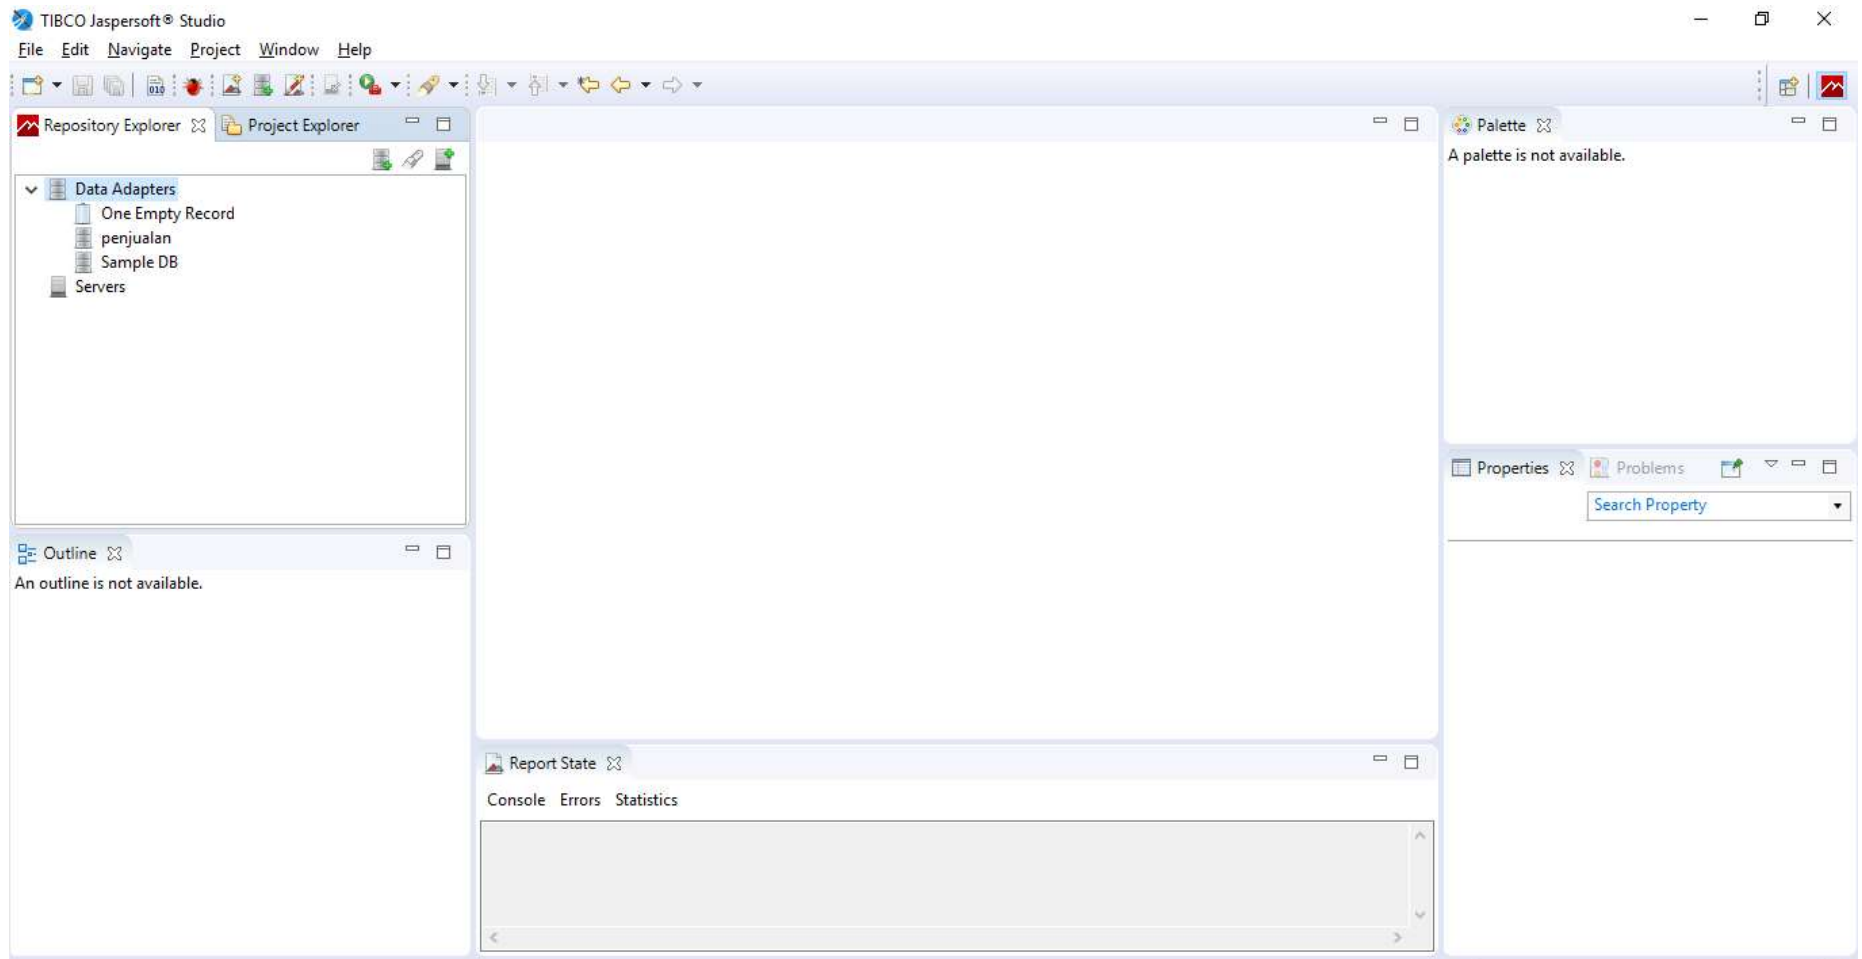 TIBCO Jaspersoft® Studio
File Edit Navigate Project Window Help
010
Repository Explorer Project Explorer
Data Adapters
One Empty Record
penjualan
Sample DB
Servers
Outline
An outline is not available.
Report State
Console Errors Statistics
Palette
A palette is not available.
Properties Problems
Search Property